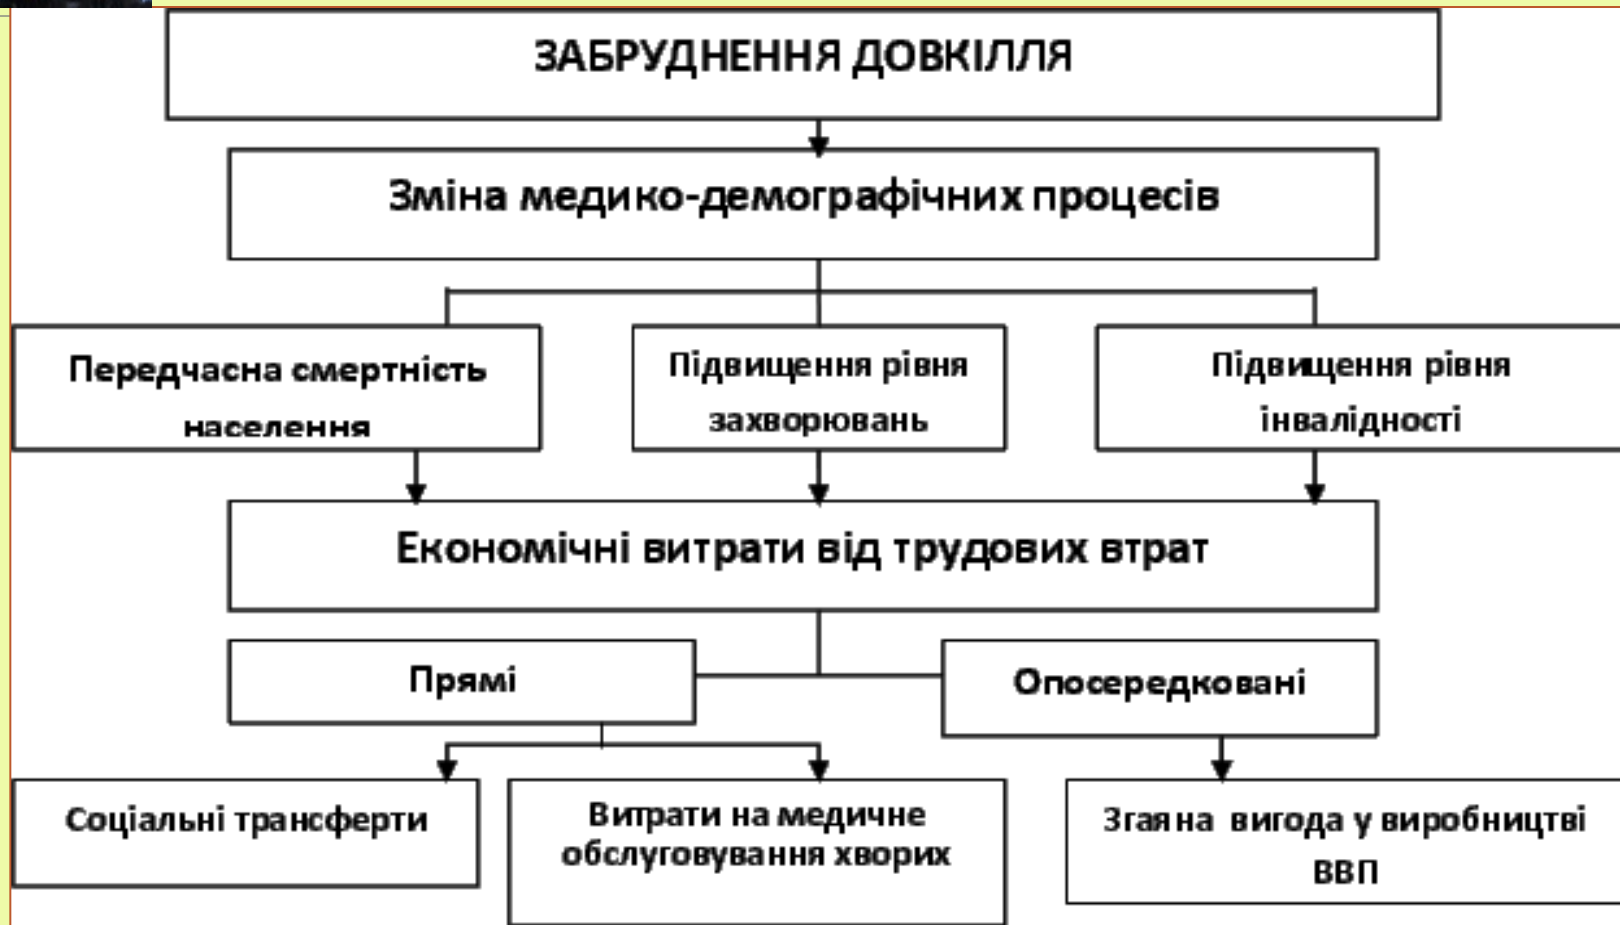 ЗАБРУДНЕННЯ ДОВКІЛЛЯ
Зміна медико-демографічних процесів
Передчасна смертність
населення
Підвищення рівня
захворювань
Підвищення рівня
інвалідності
Економічні витрати від трудових втрат
Прямі
Опосередковані
Соціальні трансферти
Витрати на медичне
обслуговування хворих
Згаяна вигода у виробництві
ВВП